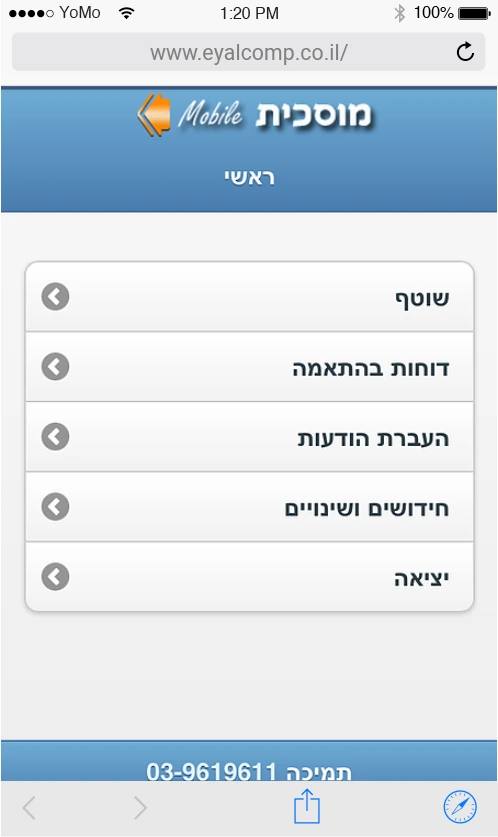 YoMo 1:20 PM 100%
www.eyalcomp.co.il/
מוסכית Mobile
ראשי
שוטף
דוחות בהתאמה
העברת הודעות
חידושים ושינויים
יציאה
תמיכה 03-9619611